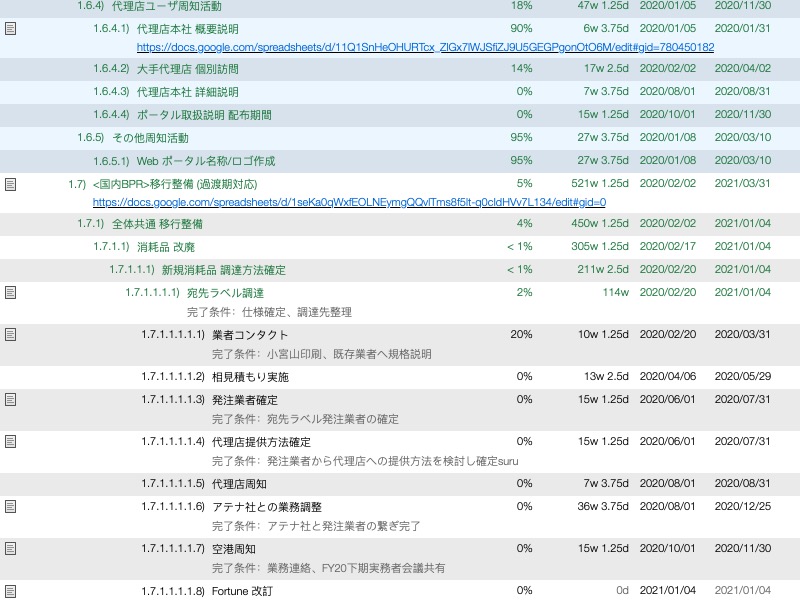 1.6.4) 代理店ユーザ周知活動 18% 47w 1.25d 2020/01/05 2020/11/30
1.6.4.1) 代理店本社 概要説明 90% 6w 3.75d 2020/01/05 2020/01/31
https://docs.google.com/spreadsheets/d/11Q1SnHeOHURTcx_ZlGx7lWJSfiZJ9U5GEGPgonOtO6M/edit#gid=780450182
1.6.4.2) 大手代理店 個別訪問 14% 17w 2.5d 2020/02/02 2020/04/02
1.6.4.3) 代理店本社 詳細説明 0% 7w 3.75d 2020/08/01 2020/08/31
1.6.4.4) ポータル取扱説明 配布期間 0% 15w 1.25d 2020/10/01 2020/11/30
1.6.5) その他周知活動 95% 27w 3.75d 2020/01/08 2020/03/10
1.6.5.1) Web ポータル名称/ロゴ作成 95% 27w 3.75d 2020/01/08 2020/03/10
1.7) <国内BPR>移行整備 (過渡期対応) 5% 521w 1.25d 2020/02/02 2021/03/31
https://docs.google.com/spreadsheets/d/1seKa0qWxfEOLNEymgQQvlTms8f5It-q0cIdHVv7L134/edit#gid=0
1.7.1) 全体共通 移行整備 4% 450w 1.25d 2020/02/02 2021/01/04
1.7.1.1) 消耗品 改廃 < 1% 305w 1.25d 2020/02/17 2021/01/04
1.7.1.1.1) 新規消耗品 調達方法確定 < 1% 211w 2.5d 2020/02/20 2021/01/04
1.7.1.1.1.1) 宛先ラベル調達 2% 114w 2020/02/20 2021/01/04
完了条件： 仕様確定、調達先整理
1.7.1.1.1.1.1) 業者コンタクト 20% 10w 1.25d 2020/02/20 2020/03/31
完了条件： 小宮山印刷、既存業者へ規格説明
1.7.1.1.1.1.2) 相見積もり実施 0% 13w 2.5d 2020/04/06 2020/05/29
1.7.1.1.1.1.3) 発注業者確定 0% 15w 1.25d 2020/06/01 2020/07/31
完了条件： 宛先ラベル発注業者の確定
1.7.1.1.1.1.4) 代理店提供方法確定 0% 15w 1.25d 2020/06/01 2020/07/31
完了条件： 発注業者から代理店への提供方法を検討し確定suru
1.7.1.1.1.1.5) 代理店周知 0% 7w 3.75d 2020/08/01 2020/08/31
1.7.1.1.1.1.6) アテナ社との業務調整 0% 36w 3.75d 2020/08/01 2020/12/25
完了条件： アテナ社と発注業者の繋ぎ完了
1.7.1.1.1.1.7) 空港周知 0% 15w 1.25d 2020/10/01 2020/11/30
完了条件： 業務連絡、FY20下期実務者会議共有
1.7.1.1.1.1.8) Fortune 改訂 0% 0d 2021/01/04 2021/01/04